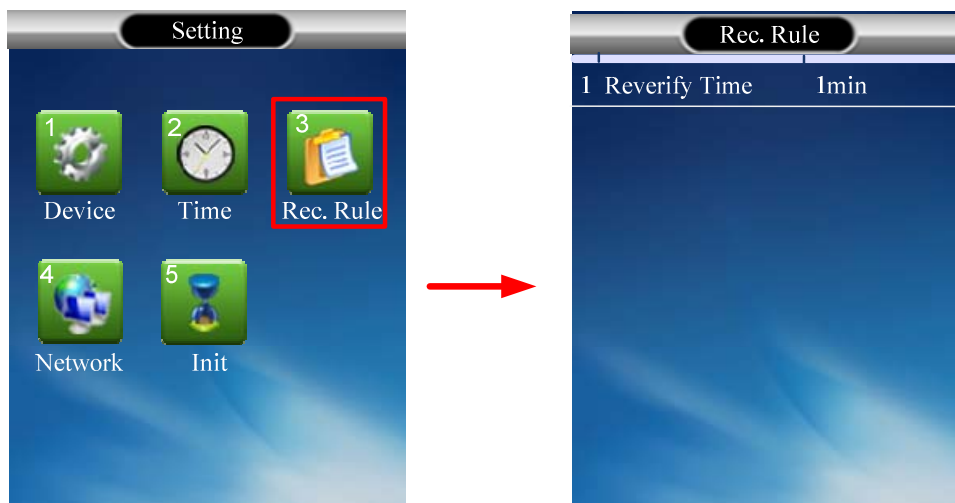 Setting
1
2
3
Device
Time
Rec. Rule
4
5
Network
Init
Rec. Rule
1 Reverify Time 1min